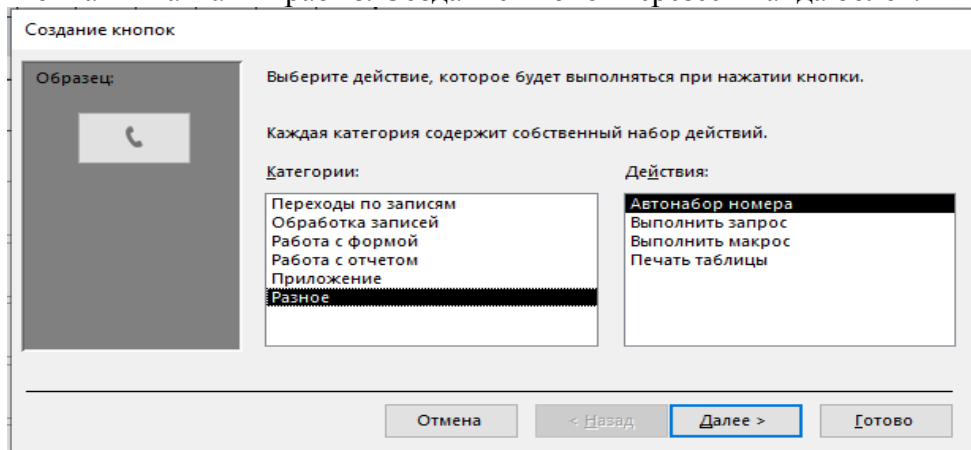 Создание кнопок
Образец:
Выберите действие, которое будет выполняться при нажатии кнопки.
Каждая категория содержит собственный набор действий.
Категории:
Переходы по записям
Обработка записей
Работа с формой
Работа с отчетом
Приложение
Разное
Действия:
Автонабор номера
Выполнить запрос
Выполнить макрос
Печать таблицы
Отмена
< Назад
Далее >
Готово